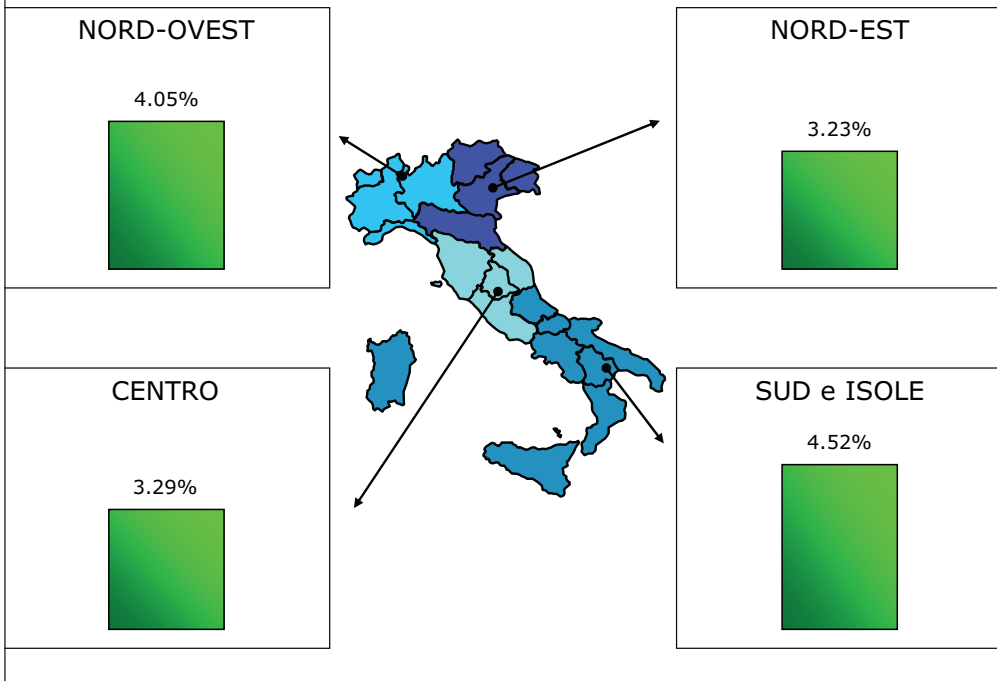 NORD-OVEST
4.05%
NORD-EST
3.23%
CENTRO
3.29%
SUD e ISOLE
4.52%